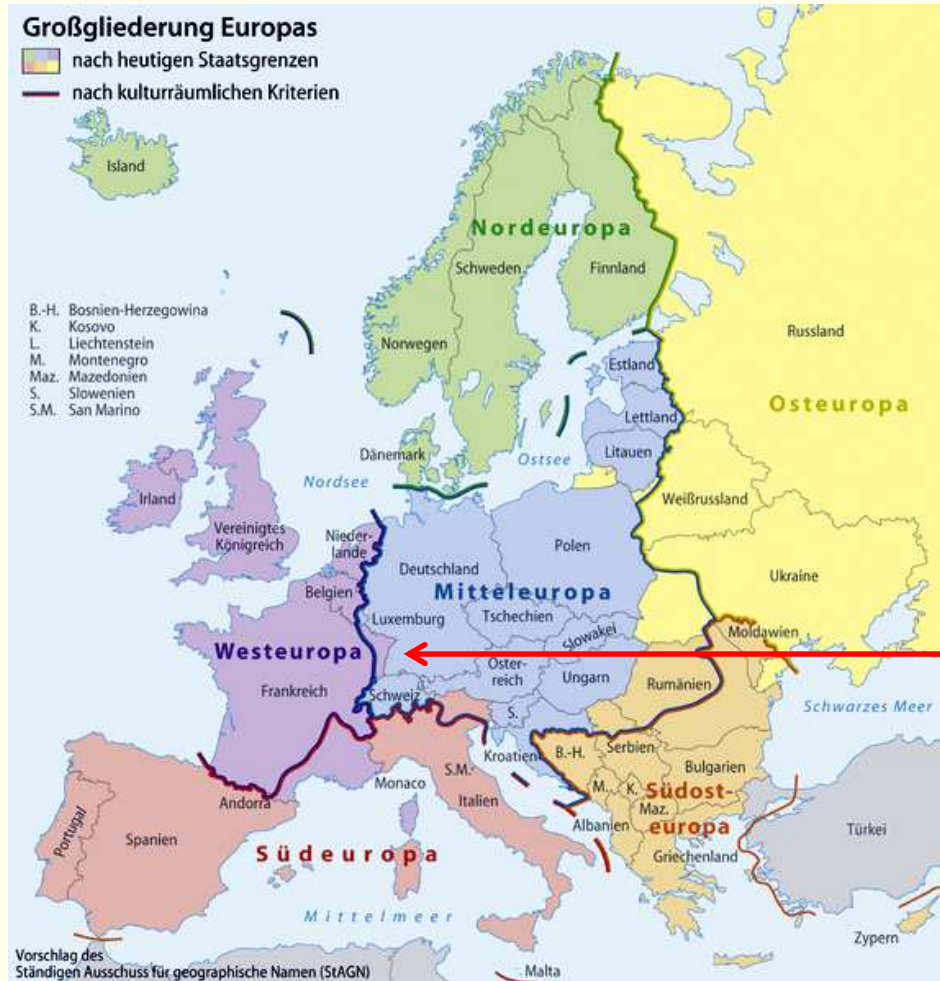 Großgliederung Europas
nach heutigen Staatsgrenzen
nach kulturräumlichen Kriterien
Island
Nordeuropa
Schweden
Finnland
Norwegen
Russland
B.-H. Bosnien-Herzegowina
K. Kosovo
L. Liechtenstein
M. Montenegro
Maz. Mazedonien
S. Slowenien
S.M. San Marino
Estland
Lettland
Litauen
Osteuropa
Dänemark
Ostsee
Nordsee
Weißrussland
Irland
Vereinigtes
Königreich
Nieder-
lande
Belgien
Deutschland
Polen
Ukraine
Mitteleuropa
Luxemburg
Tschechien
Slowakei
Moldawien
Westeuropa
Frankreich
Schweiz
Öster-
reich
Ungarn
Rumänien
Schwarzes Meer
S.
Kroatien
B.-H.
Serbien
Bulgarien
Monaco
S.M.
Italien
M.
K.
Maz.
Südost-
europa
Andorra
Portugal
Spanien
Albanien
Griechenland
Türkei
Südeuropa
Mittelmeer
Zypern
Malta
Vorschlag des
Ständigen Ausschuss für geographische Namen (StAGN)